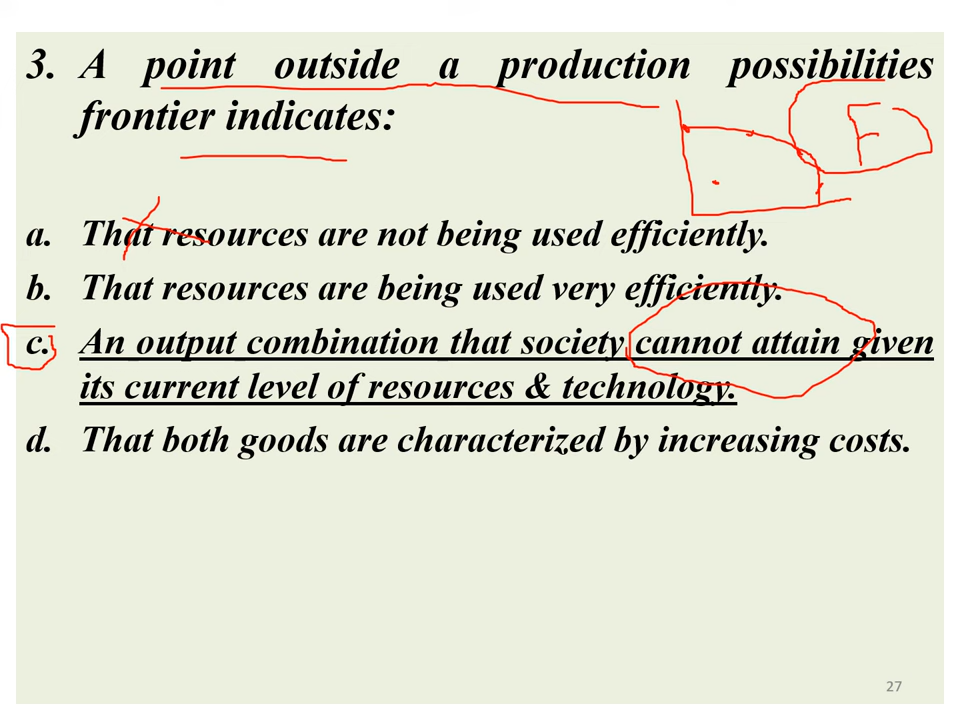 3. A point outside a production possibilities
frontier indicates:
F
a. That resources are not being used efficiently.
b. That resources are being used very efficiently.
c. An output combination that society cannot attain given
its current level of resources & technology.
d. That both goods are characterized by increasing costs.
27